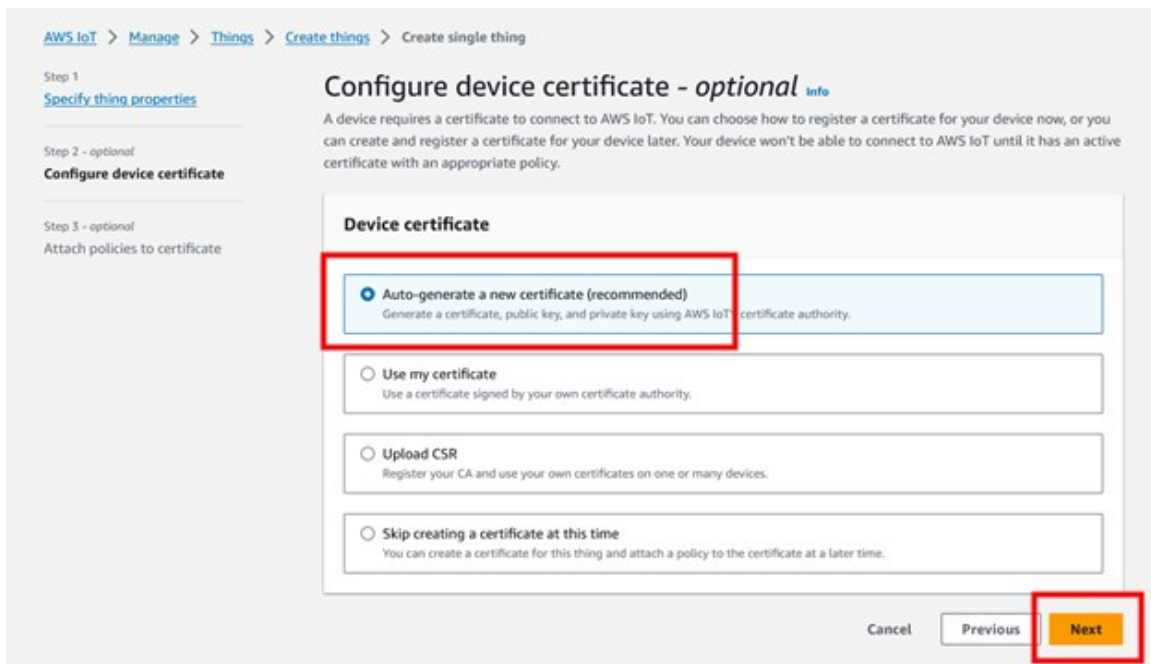 AWS IoT > Manage > Things > Create things > Create single thing
Step 1
Specify thing properties
Step 2 - optional
Configure device certificate
Step 3 - optional
Attach policies to certificate
Configure device certificate - optional Info
A device requires a certificate to connect to AWS IoT. You can choose how to register a certificate for your device now, or you
can create and register a certificate for your device later. Your device won't be able to connect to AWS IoT until it has an active
certificate with an appropriate policy.
Device certificate
Auto-generate a new certificate (recommended)
Generate a certificate, public key, and private key using AWS IoT' certificate authority.
Use my certificate
Use a certificate signed by your own certificate authority.
Upload CSR
Register your CA and use your own certificates on one or many devices.
Skip creating a certificate at this time
You can create a certificate for this thing and attach a policy to the certificate at a later time.
Cancel
Previous
Next